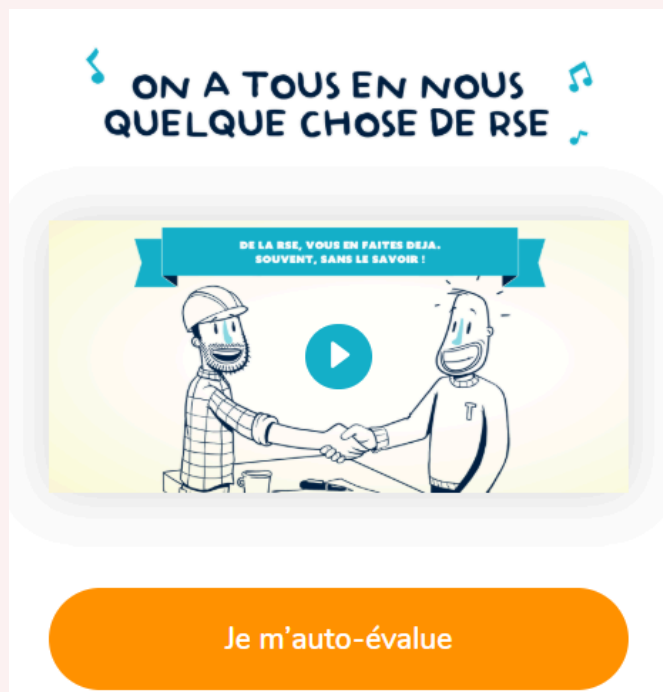 ON A TOUS EN NOUS
QUELQUE CHOSE DE RSE
DE LA RSE, VOUS EN FAITES DEJA.
SOUVENT, SANS LE SAVOIR !
T
Je m'auto-évalue